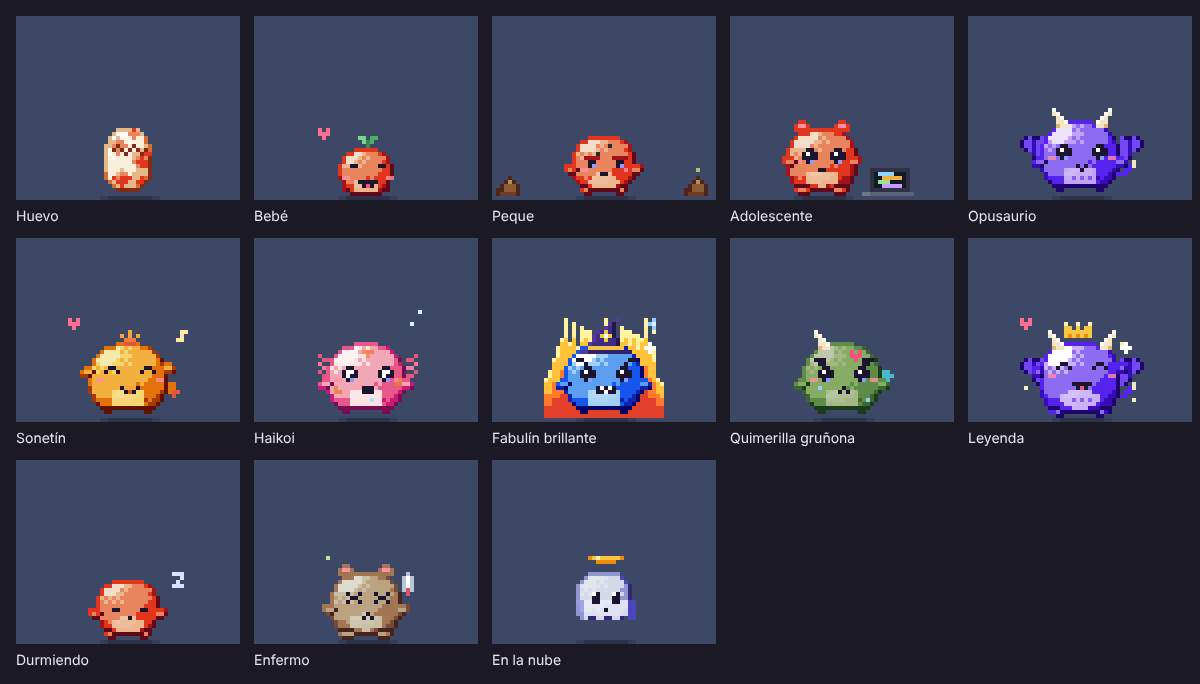 Huevo
Bebé
Peque
Adolescente
Opusaurio
Sonetín
Haikoi
Fabulín brillante
Quimerilla gruñona
Leyenda
Durmiendo
Enfermo
En la nube